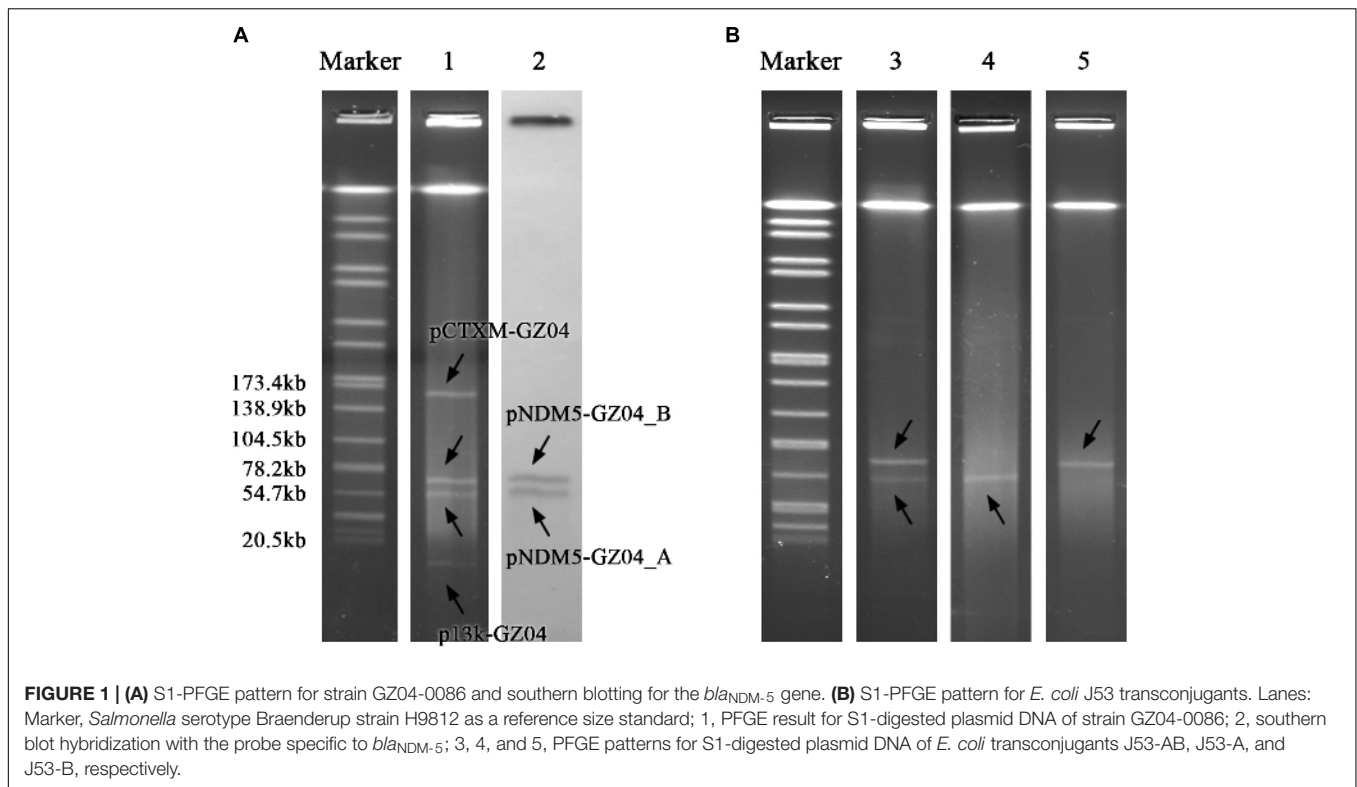 A
Marker 1 2
B
Marker 3 4 5
pCTXM-GZ04
173.4kb
138.9kb
pNDM5-GZ04_B
104.5kb
78.2kb
54.7kb
20.5kb
pNDM5-GZ04_A
p13k-GZ04
FIGURE 1 | (A) S1-PFGE pattern for strain GZ04-0086 and southern blotting for the blaNDM-5 gene. (B) S1-PFGE pattern for E. coli J53 transconjugants. Lanes:
Marker, Salmonella serotype Braenderup strain H9812 as a reference size standard; 1, PFGE result for S1-digested plasmid DNA of strain GZ04-0086; 2, southern
blot hybridization with the probe specific to blaNDM-5; 3, 4, and 5, PFGE patterns for S1-digested plasmid DNA of E. coli transconjugants J53-AB, J53-A, and
J53-B, respectively.